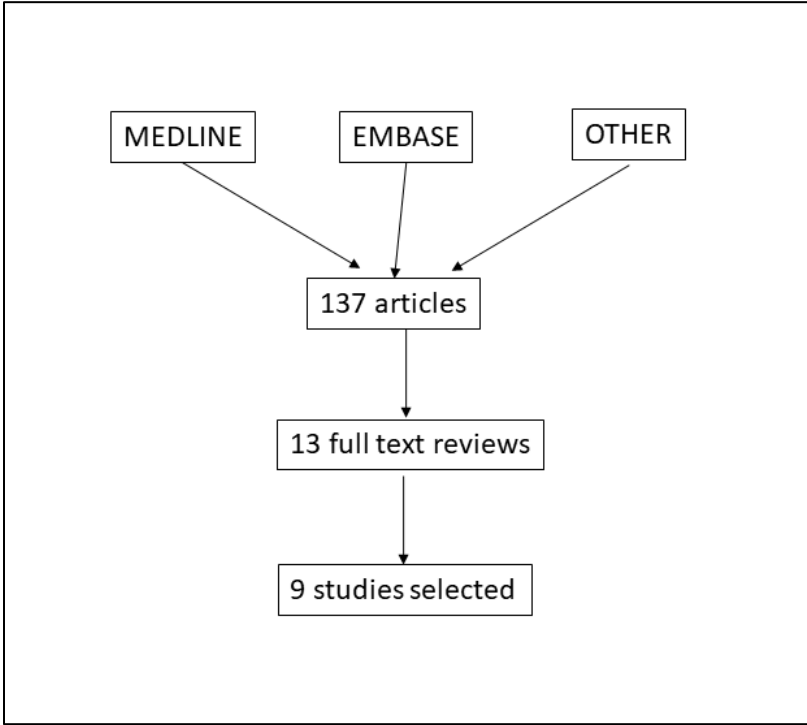 MEDLINE
EMBASE
OTHER
137 articles
13 full text reviews
9 studies selected